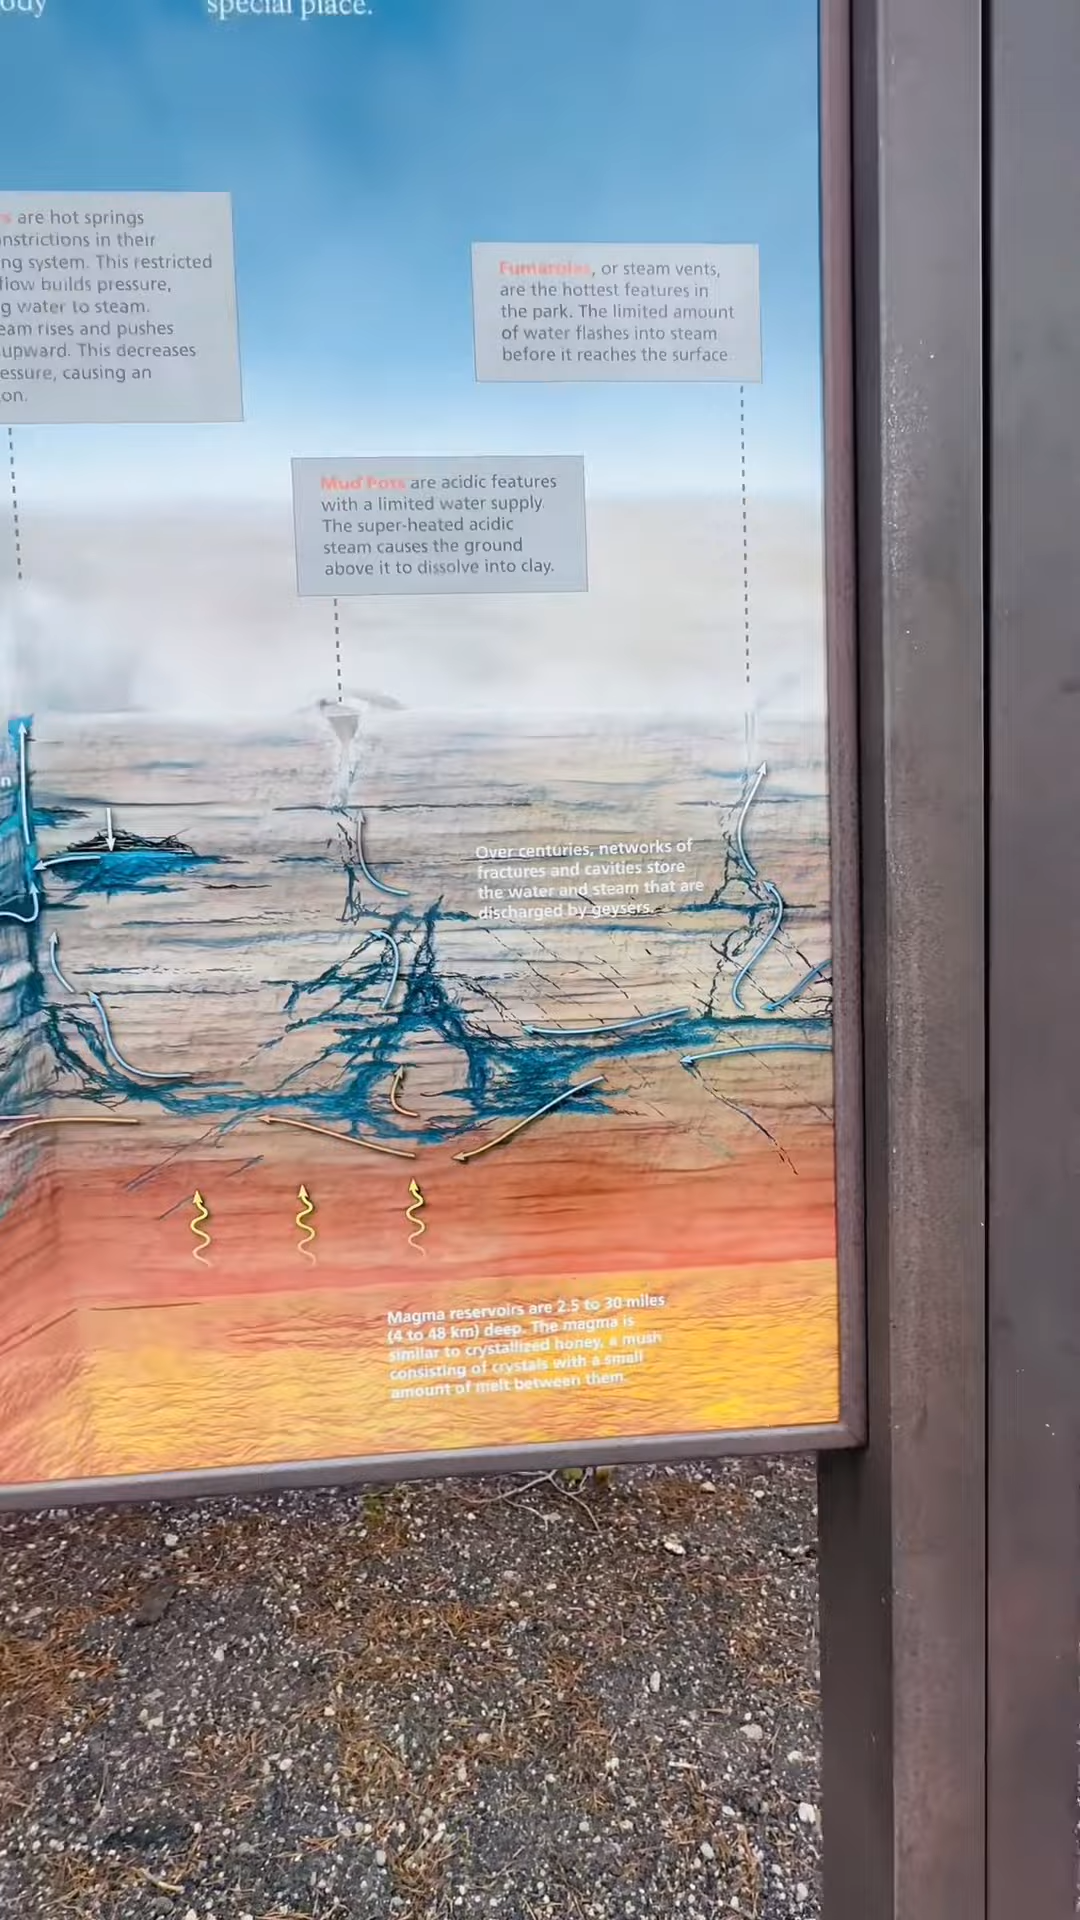 special place.
are hot springs
in their
system. This restricted
flow builds pressure,
water to steam.
rises and pushes
upward. This decreases
causing an
Fumaroles, or steam vents,
are the hottest features in
the park. The limited amount
of water flashes into steam
before it reaches the surface
Mud Pots are acidic features
with a limited water supply.
The super-heated acidic
steam causes the ground
above it to dissolve into clay.
Over centuries, networks of
fractures and cavities store
the water and steam that are
discharged by geysers.
Magma reservoirs are 2.5 to 30 miles
(4 to 48 km) deep. The magma is
similar to crystallized honey, a mush
consisting of crystals with a small
amount of melt between them.